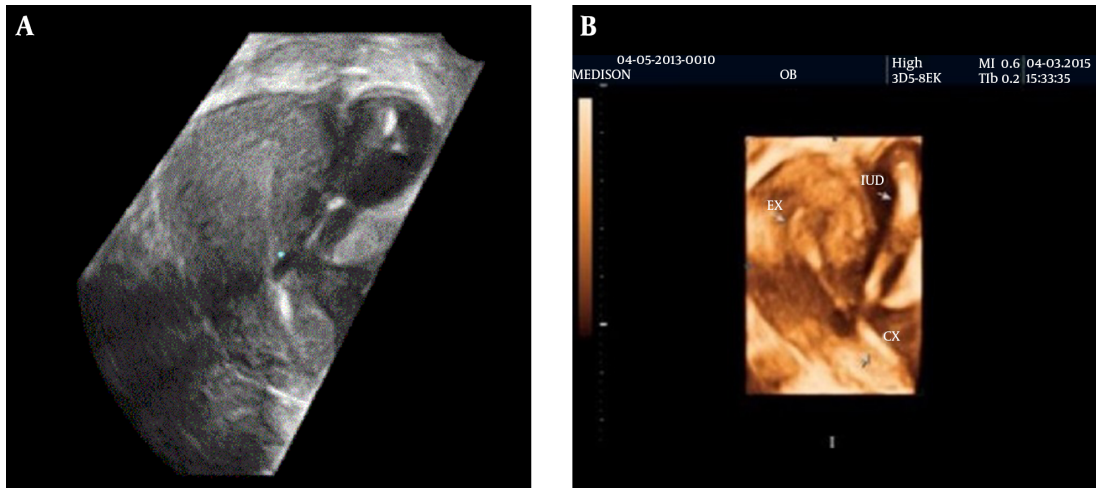 A
B
04-05-2013-0010
MEDISON
OB
High
3D5-8EK
MI 0.6
TIb 0.2
04-03.2015
15:33:35
IUD
EX
CX